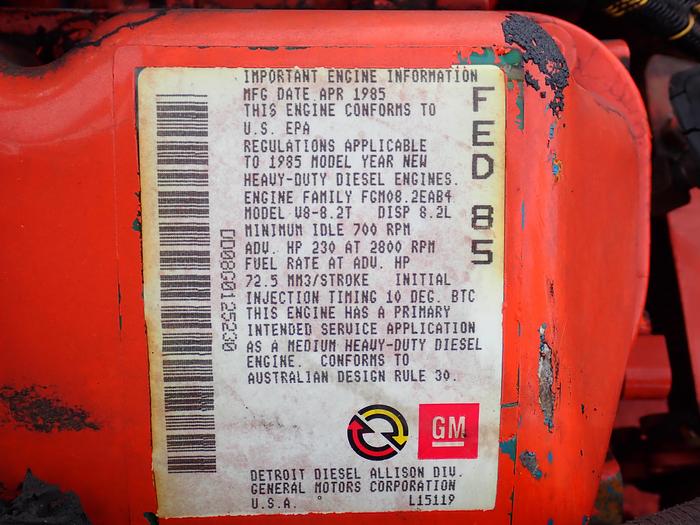 IMPORTANT ENGINE INFORMATION
MFG DATE APR 1985
THIS ENGINE CONFORMS TO
U.S. EPA
REGULATIONS APPLICABLE
TO 1985 MODEL YEAR NEW
HEAVY-DUTY DIESEL ENGINES.
ENGINE FAMILY FGM08.2EAB4
MODEL V8-8.2T DISP 8.2L
MINIMUM IDLE 700 RPM
ADV. HP 230 AT 2800 RPM
FUEL RATE AT ADV. HP
72.5 MM3/STROKE INITIAL
INJECTION TIMING 10 DEG. BTC
THIS ENGINE HAS A PRIMARY
INTENDED SERVICE APPLICATION
AS A MEDIUM HEAVY-DUTY DIESEL
ENGINE. CONFORMS TO
AUSTRALIAN DESIGN RULE 30.
FED 85
DD08G0125230
GM
DETROIT DIESEL ALLISON DIV.
GENERAL MOTORS CORPORATION
U.S.A. L15119